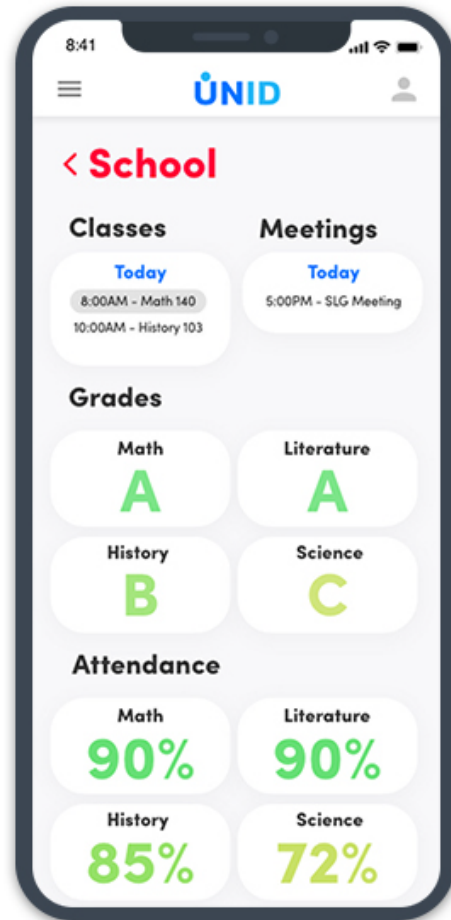 8:41
UNID
< School
Classes
Today
8:00AM - Math 140
10:00AM - History 103
Meetings
Today
5:00PM - SLG Meeting
Grades
Math
A
Literature
A
History
B
Science
C
Attendance
Math
90%
Literature
90%
History
85%
Science
72%